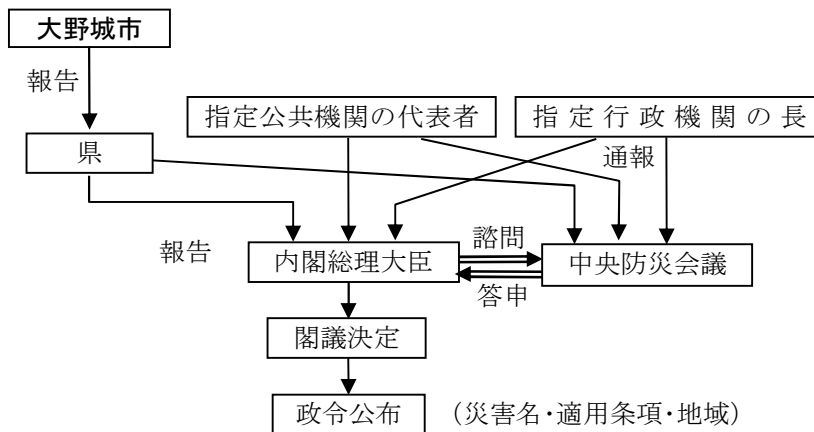 大野城市
報告
指定公共機関の代表者
指定行政機関の長
県
通報
報告
内閣総理大臣
諮問
中央防災会議
答申
閣議決定
政令公布
（災害名・適用条項・地域）